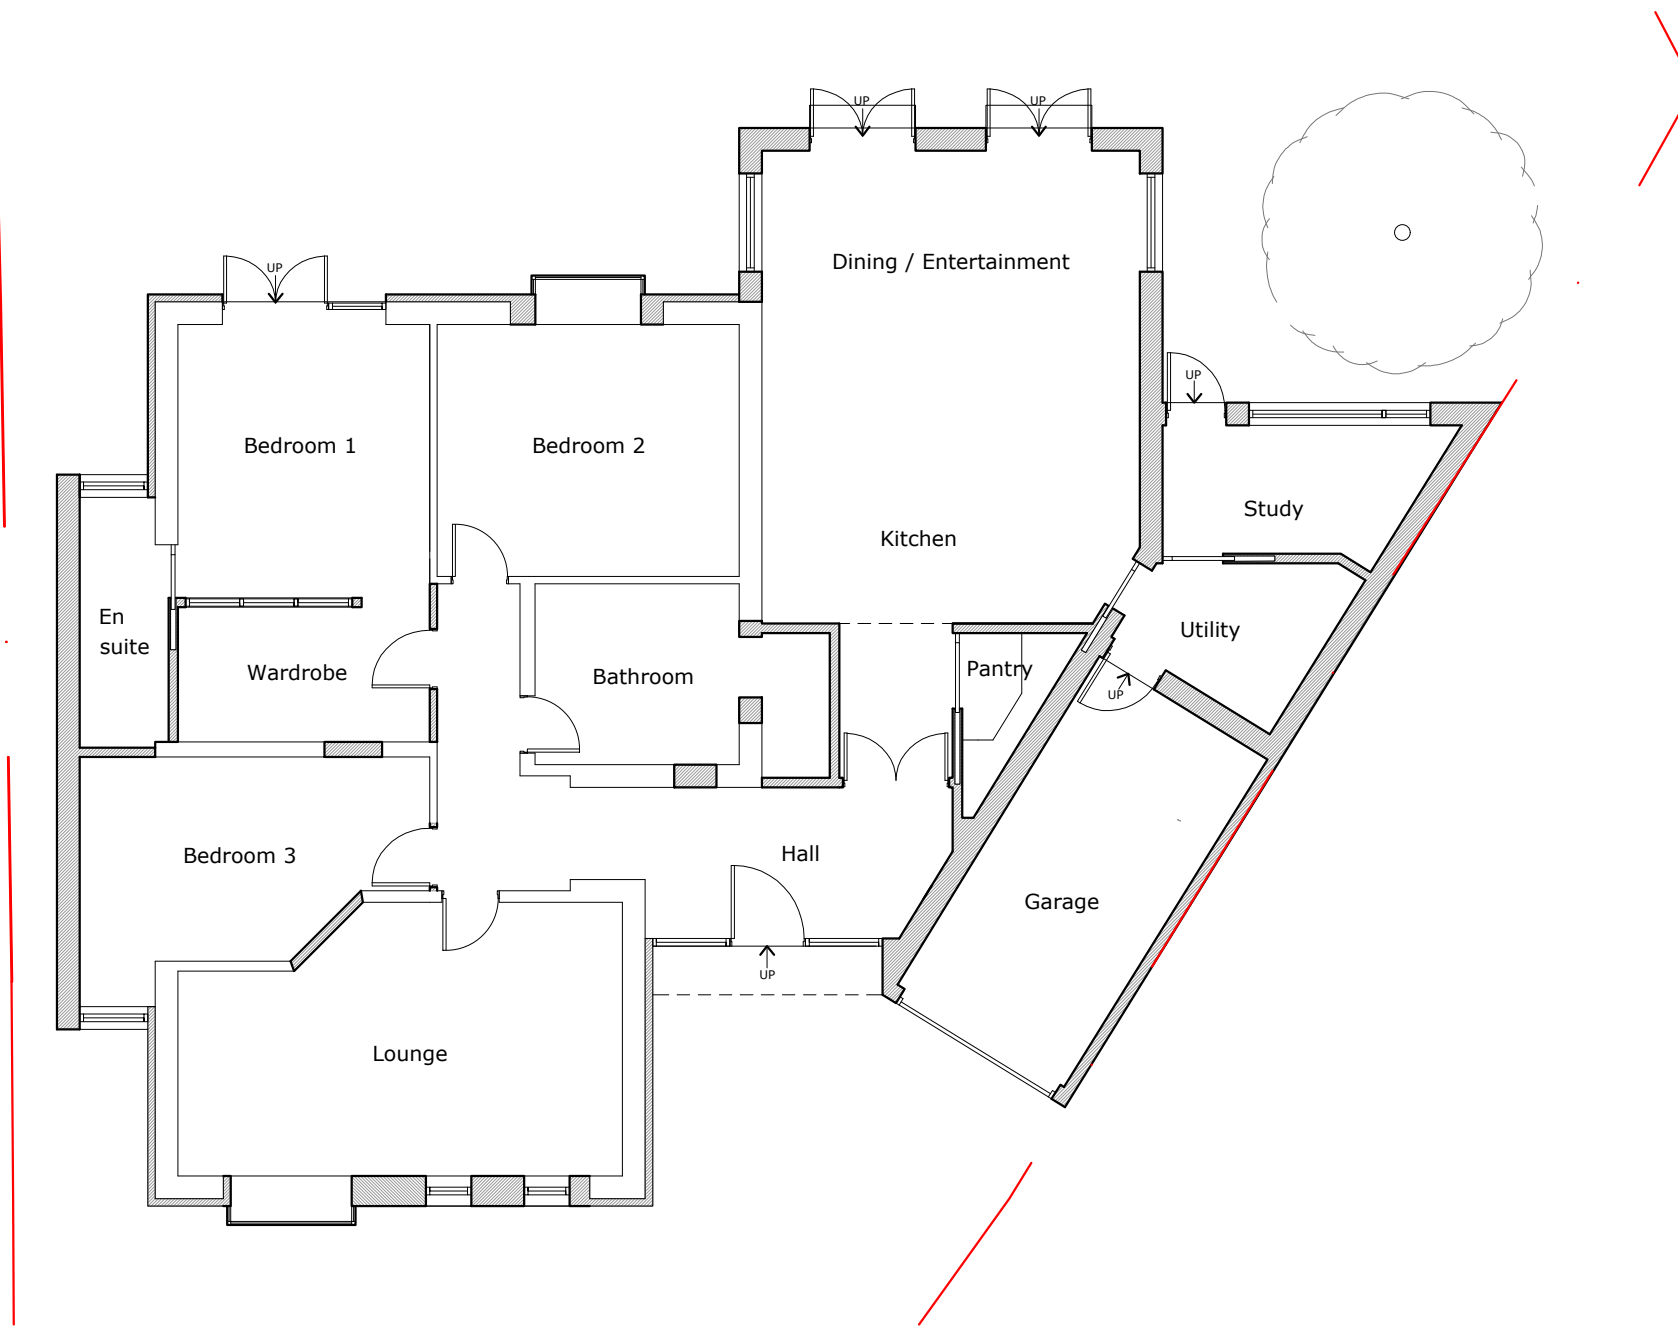 UP
UP
UP
Dining / Entertainment
UP
Bedroom 1
Bedroom 2
Study
Kitchen
En
suite
Utility
Wardrobe
Bathroom
Pantry
UP
Bedroom 3
Hall
Garage
UP
Lounge